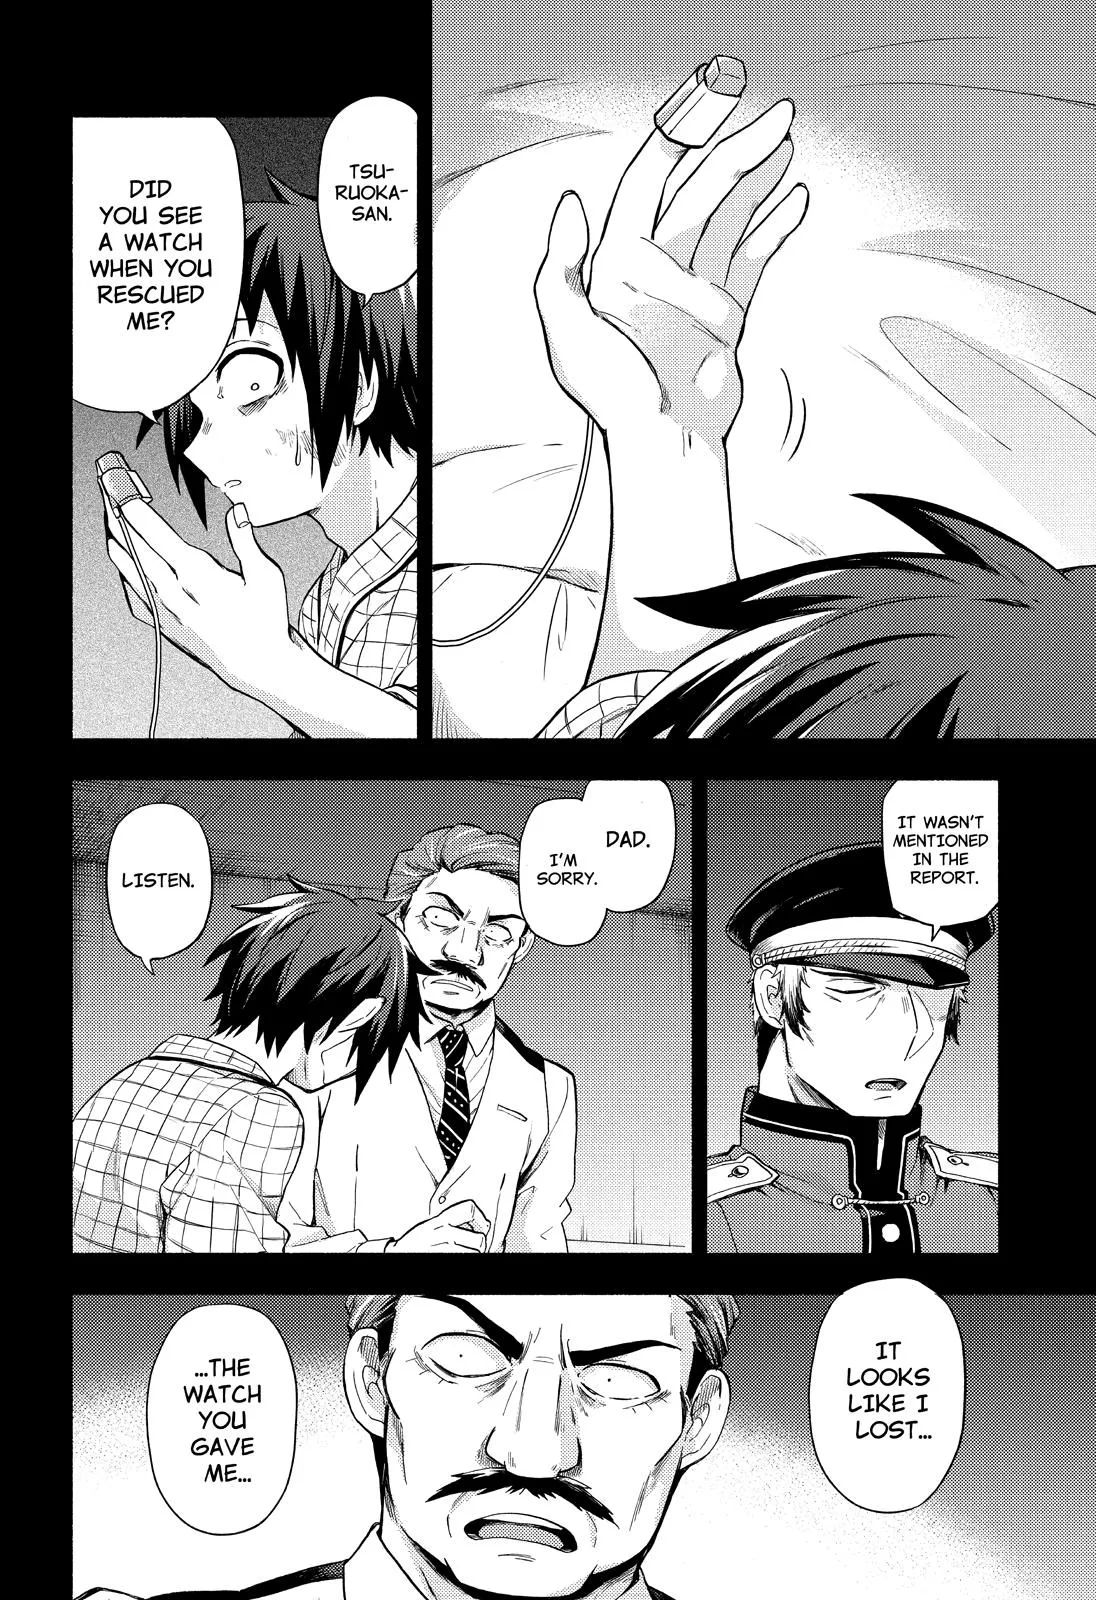 TSU-
RUOKA-
SAN.
DID
YOU SEE
A WATCH
WHEN YOU
RESCUED
ME?
IT WASN'T
MENTIONED
IN THE
REPORT.
DAD.
I'M
SORRY.
LISTEN.
IT
LOOKS
LIKE I
LOST...
...THE
WATCH
YOU
GAVE
ME...